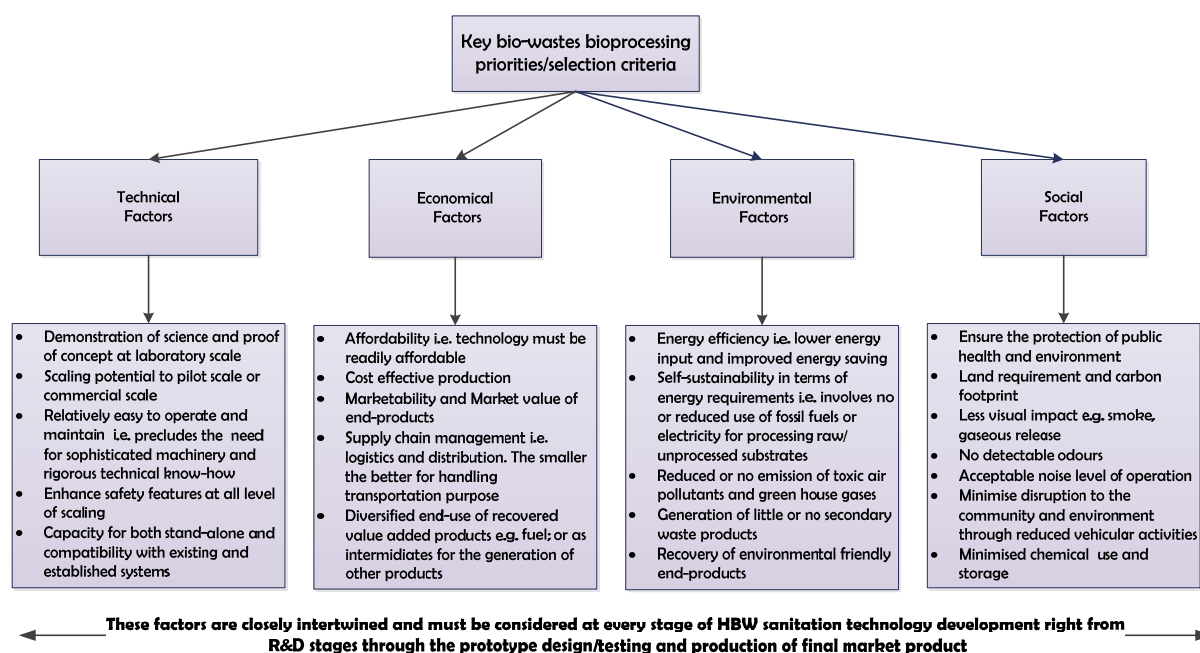 Key bio-wastes bioprocessing
priorities/selection criteria
Technical
Factors
Economical
Factors
Environmental
Factors
Social
Factors
• Demonstration of science and proof
of concept at laboratory scale
• Scaling potential to pilot scale or
commercial scale
• Relatively easy to operate and
maintain i.e. precludes the need
for sophisticated machinery and
rigorous technical know-how
• Enhance safety features at all level
of scaling
• Capacity for both stand-alone and
compatibility with existing and
established systems
• Affordability i.e. technology must be
readily affordable
• Cost effective production
• Marketability and Market value of
end-products
• Supply chain management i.e.
logistics and distribution. The smaller
the better for handling
transportation purpose
• Diversified end-use of recovered
value added products e.g. fuel; or as
intermidiates for the generation of
other products
• Energy efficiency i.e. lower energy
input and improved energy saving
• Self-sustainability in terms of
energy requirements i.e. involves no
or reduced use of fossil fuels or
electricity for processing raw/
unprocessed substrates
• Reduced or no emission of toxic air
pollutants and green house gases
• Generation of little or no secondary
waste products
• Recovery of environmental friendly
end-products
• Ensure the protection of public
health and environment
• Land requirement and carbon
footprint
• Less visual impact e.g. smoke,
gaseous release
• No detectable odours
• Acceptable noise level of operation
• Minimise disruption to the
community and environment
through reduced vehicular activities
• Minimised chemical use and
storage
These factors are closely intertwined and must be considered at every stage of HBW sanitation technology development right from
R&D stages through the prototype design/testing and production of final market product